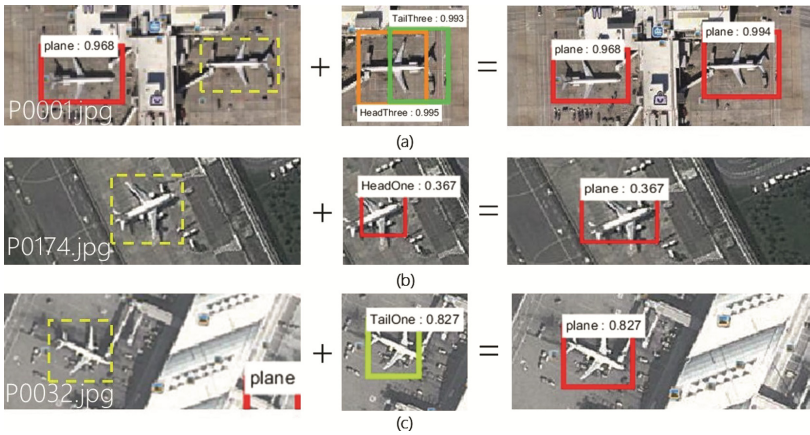 plane : 0.968
P0001.jpg
+
TailThree : 0.993
HeadThree : 0.995
=
plane : 0.968
plane : 0.994
(a)
P0174.jpg
+
HeadOne : 0.367
=
plane : 0.367
(b)
P0032.jpg
plane
+
TailOne : 0.827
=
plane : 0.827
(c)